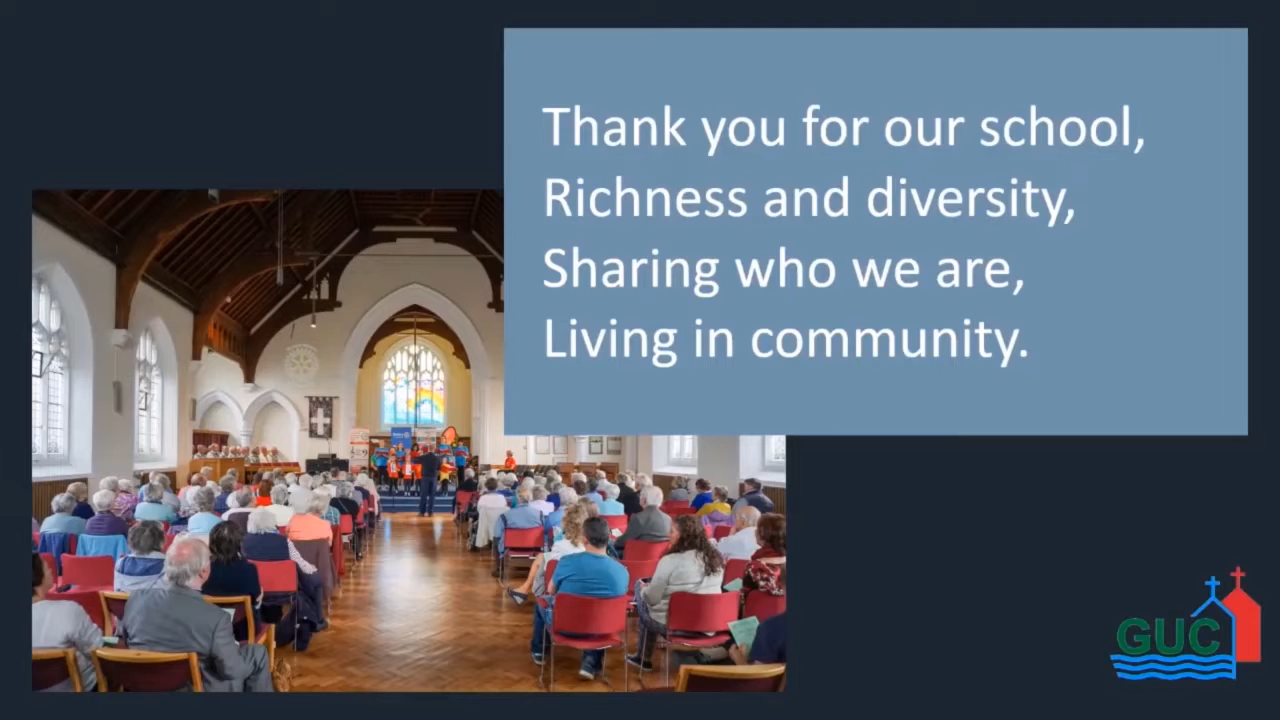 Thank you for our school,
Richness and diversity,
Sharing who we are,
Living in community.
GUC